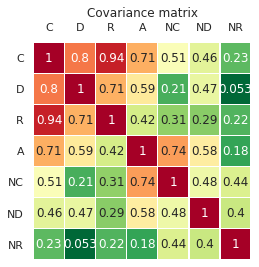 Covariance matrix
C D R A NC ND NR
C 1 0.8 0.94 0.71 0.51 0.46 0.23
D 0.8 1 0.71 0.59 0.21 0.47 0.053
R 0.94 0.71 1 0.42 0.31 0.29 0.22
A 0.71 0.59 0.42 1 0.74 0.58 0.18
NC 0.51 0.21 0.31 0.74 1 0.48 0.44
ND 0.46 0.47 0.29 0.58 0.48 1 0.4
NR 0.23 0.053 0.22 0.18 0.44 0.4 1